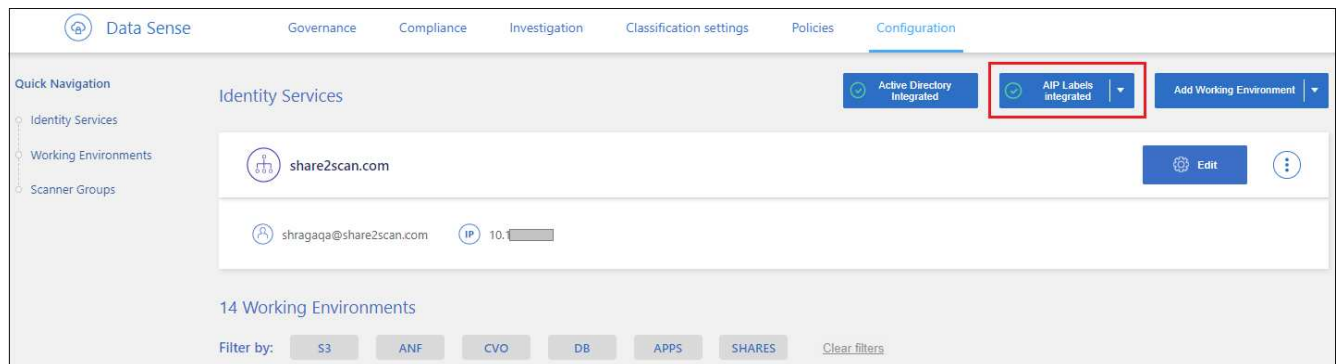 Data Sense
Governance
Compliance
Investigation
Classification settings
Policies
Configuration
Quick Navigation
Identity Services
Working Environments
Scanner Groups
Identity Services
Active Directory
Integrated
AIP Labels
integrated
Add Working Environment
share2scan.com
Edit
shragaqa@share2scan.com
IP
10.1
14 Working Environments
Filter by:
S3
ANF
CVO
DB
APPS
SHARES
Clear filters